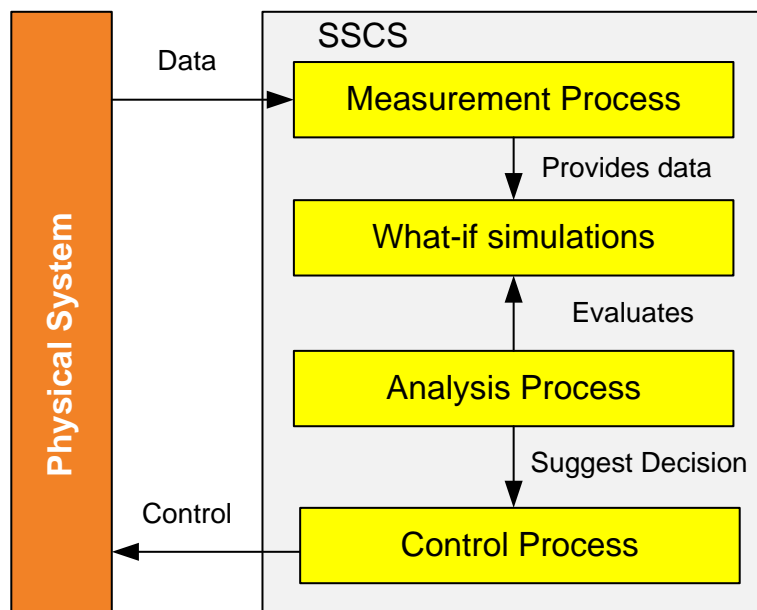 SSCS
Data
Measurement Process
Provides data
What-if simulations
Evaluates
Physical System
Analysis Process
Suggest Decision
Control
Control Process